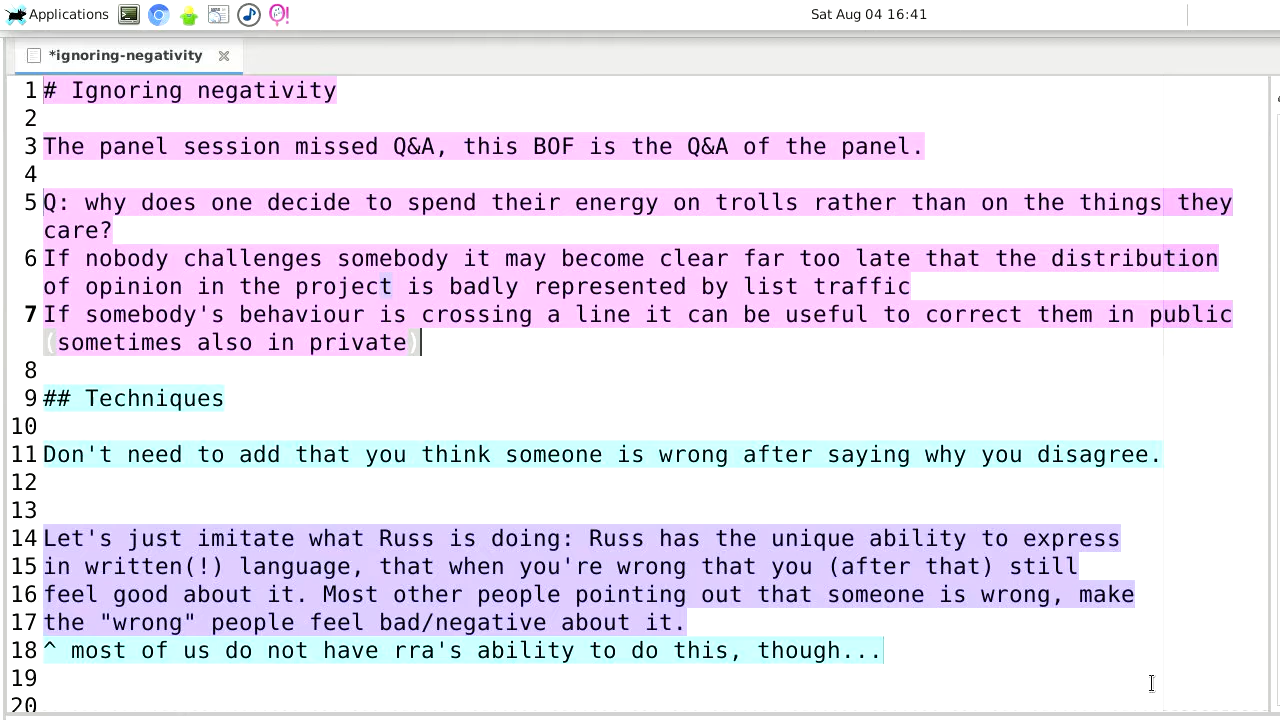 Applications
Sat Aug 04 16:41
*ignoring-negativity
1 # Ignoring negativity
2
3 The panel session missed Q&A, this BOF is the Q&A of the panel.
4
5 Q: why does one decide to spend their energy on trolls rather than on the things they
care?
6 If nobody challenges somebody it may become clear far too late that the distribution
of opinion in the project is badly represented by list traffic
7 If somebody's behaviour is crossing a line it can be useful to correct them in public
(sometimes also in private)
8
9 ## Techniques
10
11 Don't need to add that you think someone is wrong after saying why you disagree.
12
13
14 Let's just imitate what Russ is doing: Russ has the unique ability to express
15 in written(!) language, that when you're wrong that you (after that) still
16 feel good about it. Most other people pointing out that someone is wrong, make
17 the "wrong" people feel bad/negative about it.
18 ^ most of us do not have rra's ability to do this, though...
19
20